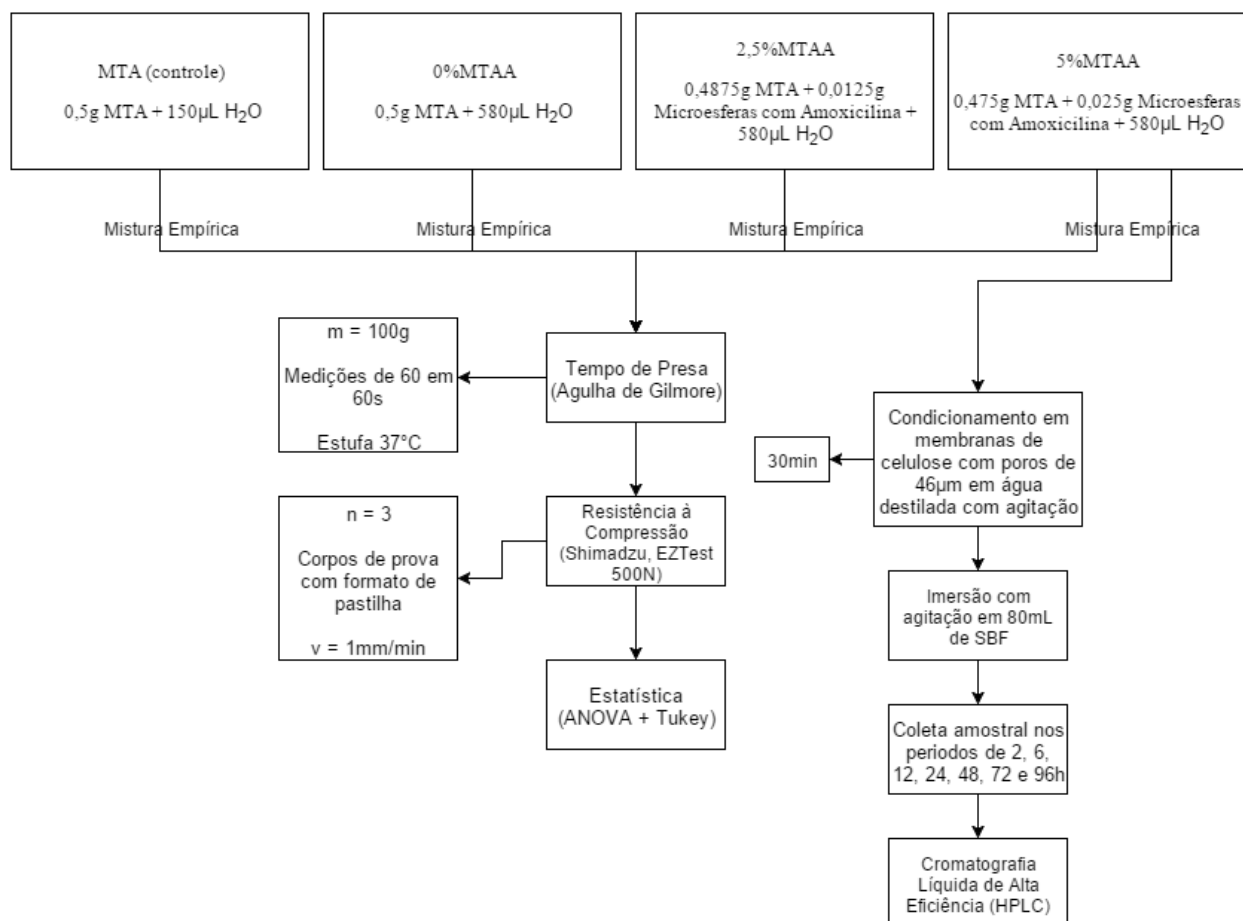 MTA (controle)
0,5g MTA + 150µL H₂O
0%MTAA
0,5g MTA + 580µL H₂O
2,5%MTAA
0,4875g MTA + 0,0125g
Microesferas com Amoxicilina +
580µL H₂O
5%MTAA
0,475g MTA + 0,025g Microesferas
com Amoxicilina + 580µL H₂O
Mistura Empírica
Mistura Empírica
Mistura Empírica
Mistura Empírica
m = 100g
Medições de 60 em
60s
Estufa 37°C
Tempo de Presa
(Agulha de Gilmore)
n = 3
Corpos de prova
com formato de
pastilha
v = 1mm/min
Resistência à
Compressão
(Shimadzu, EZTest
500N)
Estatística
(ANOVA + Tukey)
30min
Condicionamento em
membranas de
celulose com poros de
46µm em água
destilada com agitação
Imersão com
agitação em 80mL
de SBF
Coleta amostral nos
periodos de 2, 6,
12, 24, 48, 72 e 96h
Cromatografia
Líquida de Alta
Eficiência (HPLC)